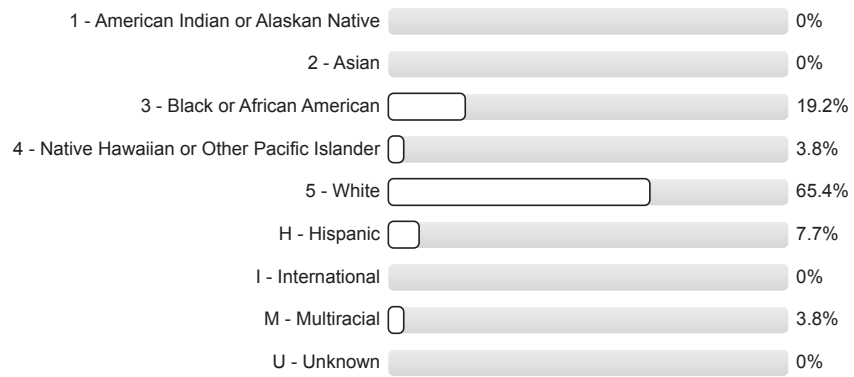 1 - American Indian or Alaskan Native 0%
2 - Asian 0%
3 - Black or African American 19.2%
4 - Native Hawaiian or Other Pacific Islander 3.8%
5 - White 65.4%
H - Hispanic 7.7%
I - International 0%
M - Multiracial 3.8%
U - Unknown 0%